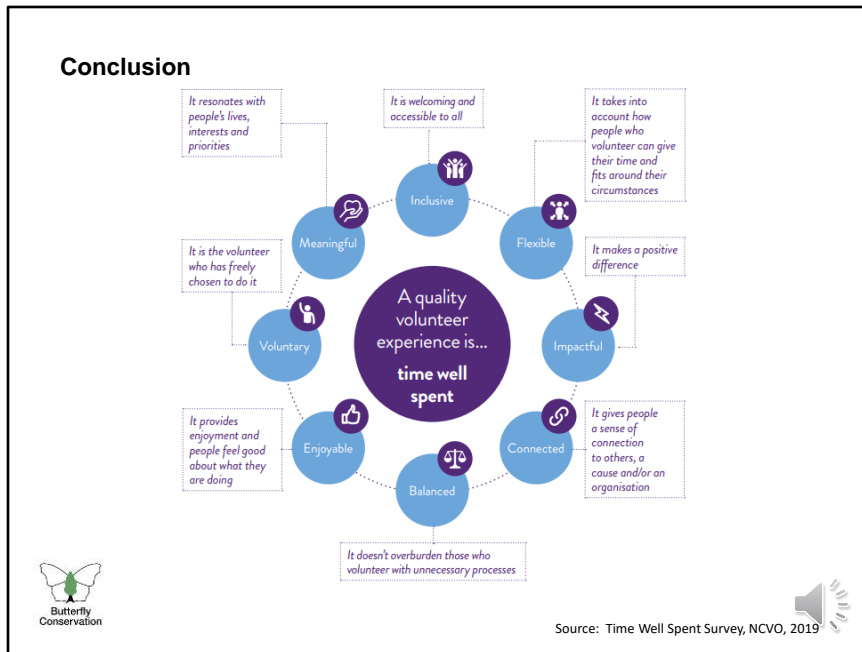 Conclusion
It resonates with
people's lives,
interests and
priorities
It is welcoming and
accessible to all
It takes into
account how
people who
volunteer can give
their time and
fits around their
circumstances
Inclusive
Meaningful
Flexible
It is the volunteer
who has freely
chosen to do it
It makes a positive
difference
A quality
volunteer
experience is...
time well
spent
Voluntary
Impactful
It provides
enjoyment and
people feel good
about what they
are doing
Enjoyable
Connected
It gives people
a sense of
connection
to others, a
cause and/or an
organisation
Balanced
It doesn't overburden those who
volunteer with unnecessary processes
Butterfly
Conservation
Source: Time Well Spent Survey, NCVO, 2019